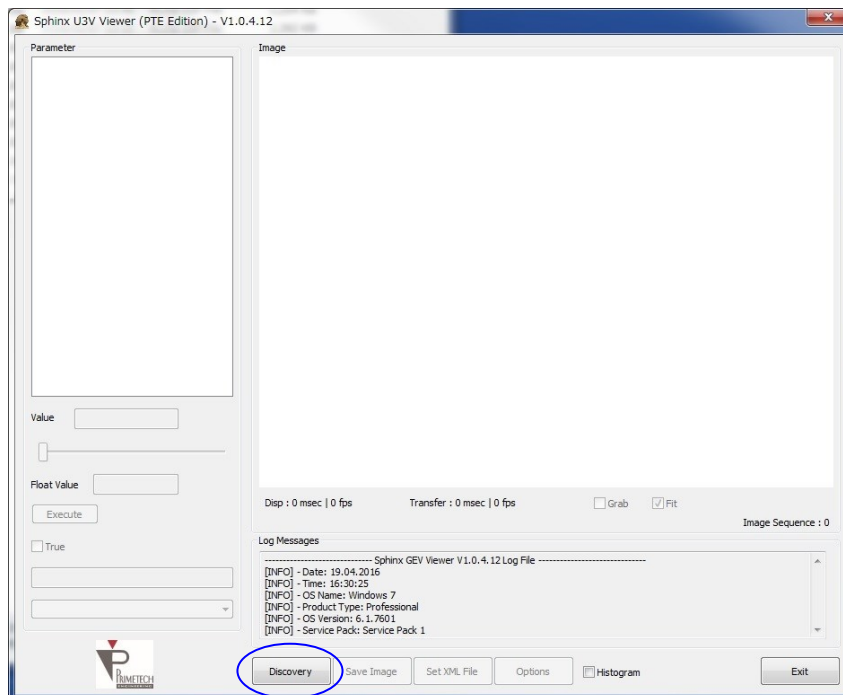 Sphinx U3V Viewer (PTE Edition) - V1.0.4.12
Parameter
Image
Value
Float Value
Execute
True
Disp : 0 msec | 0 fps
Transfer : 0 msec | 0 fps
Grab
Fit
Image Sequence : 0
Log Messages
------------------------------ Sphinx GEV Viewer V1.0.4.12 Log File ------------------------------
[INFO] - Date: 19.04.2016
[INFO] - Time: 16:30:25
[INFO] - OS Name: Windows 7
[INFO] - Product Type: Professional
[INFO] - OS Version: 6.1.7601
[INFO] - Service Pack: Service Pack 1
PRIMETECH
ENGINEERING
Discovery
Save Image
Set XML File
Options
Histogram
Exit